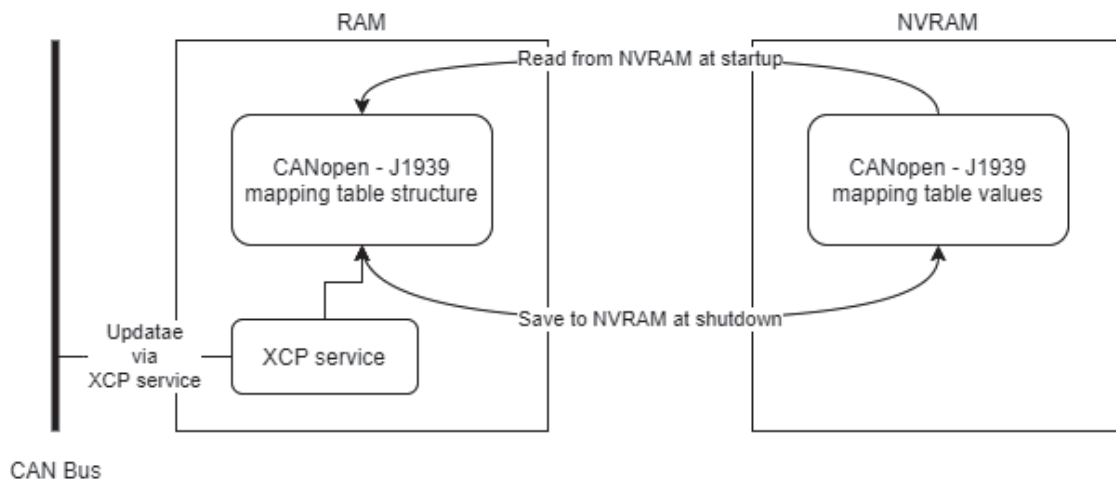 RAM
NVRAM
Read from NVRAM at startup
CANopen - J1939
mapping table structure
CANopen - J1939
mapping table values
Save to NVRAM at shutdown
Updatae
via
XCP service
XCP service
CAN Bus